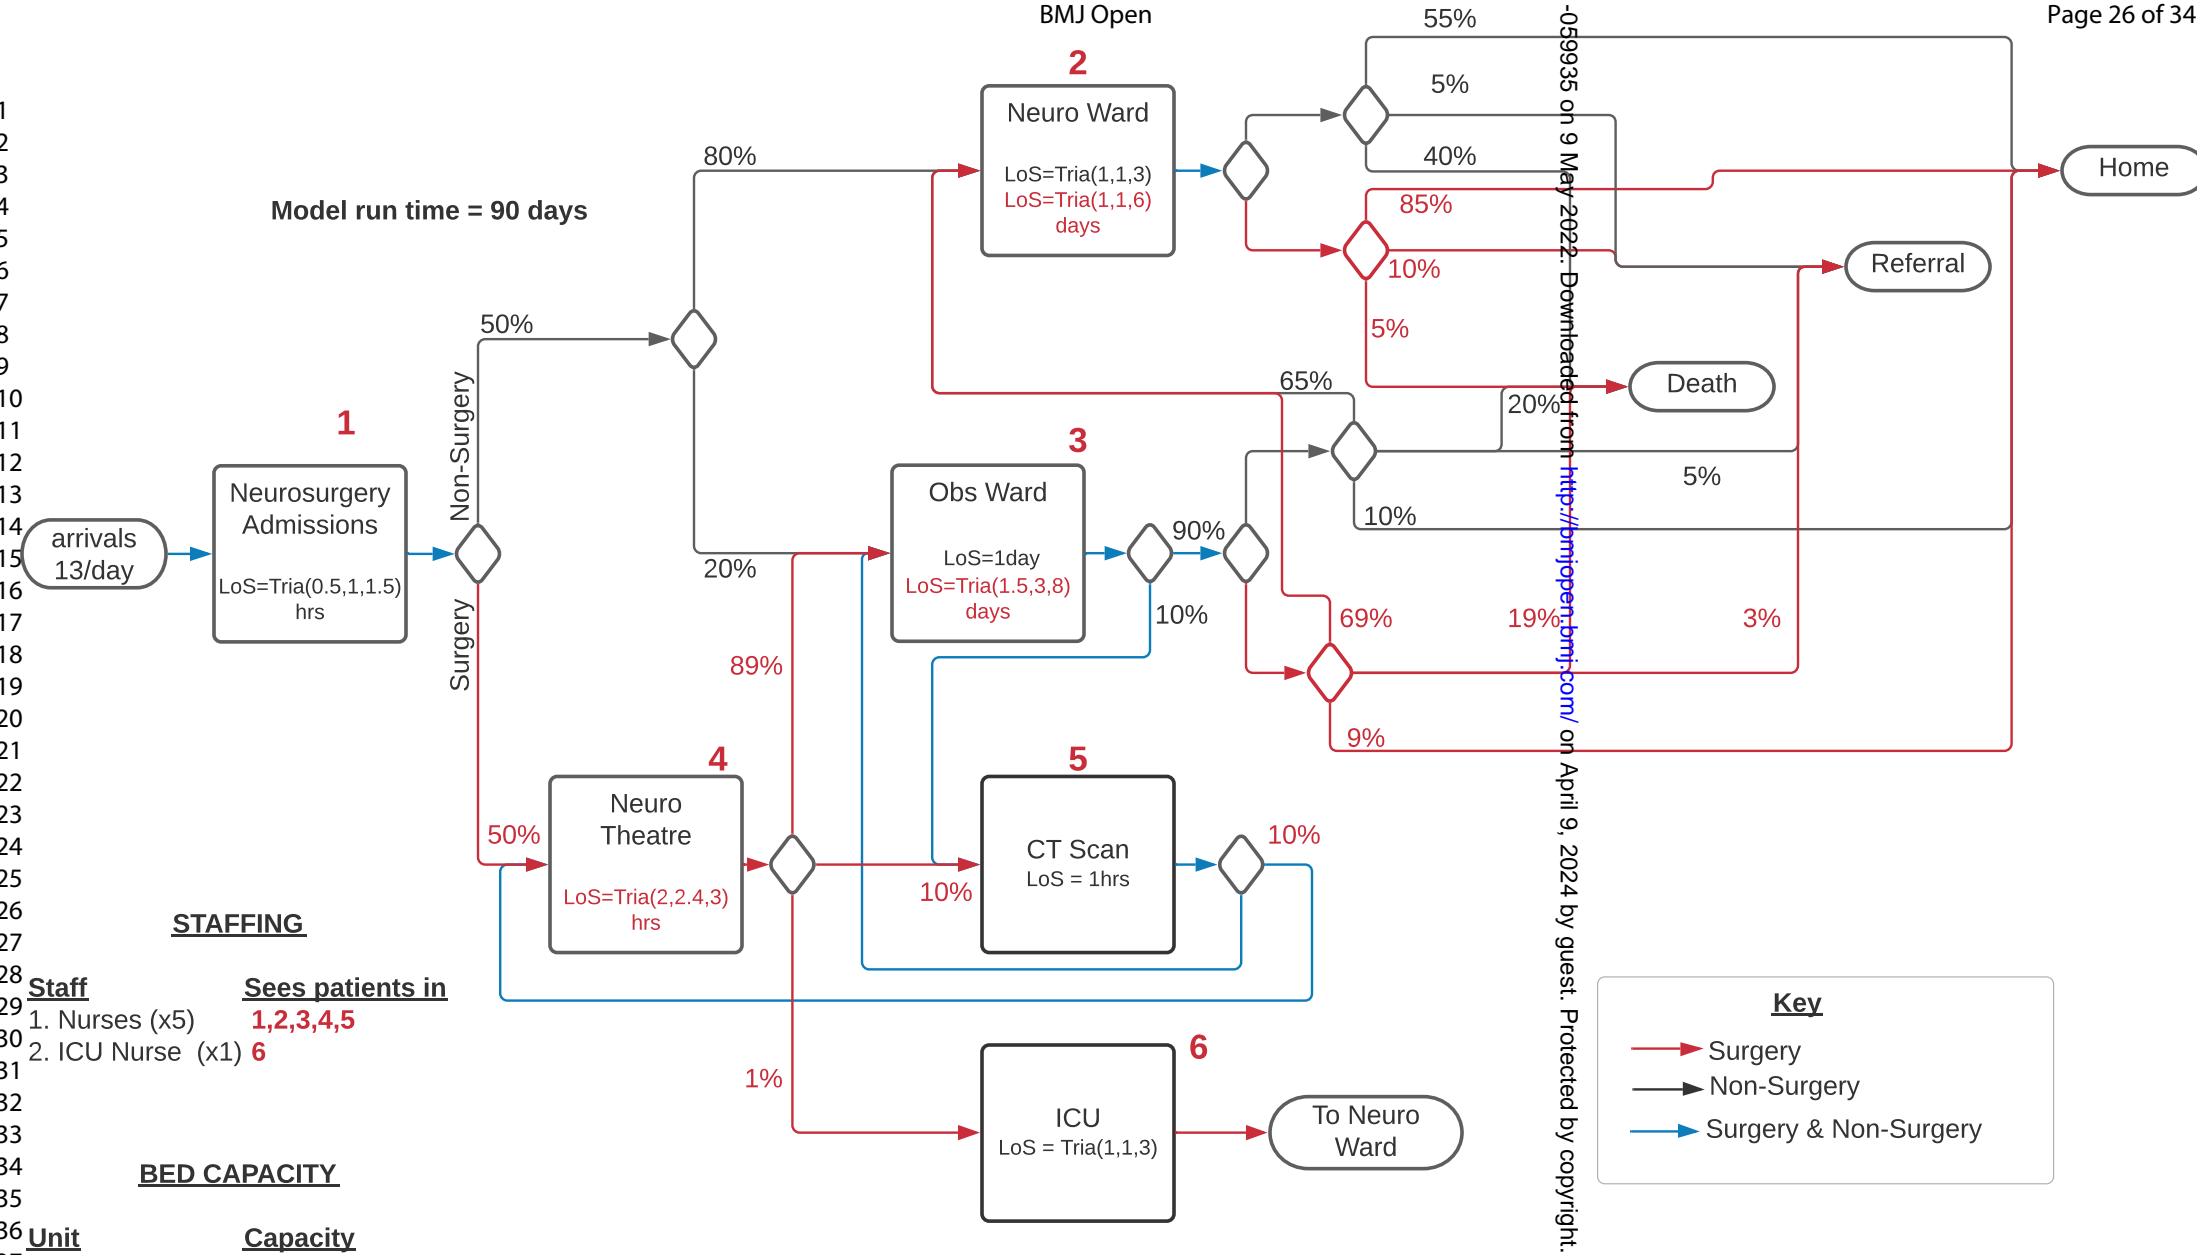 BMJ Open
Page 26 of 34
1
2
3
4
5
6
7
8
9
10
11
12
13
14
15
16
17
18
19
20
21
22
23
24
25
26
27
28
29
30
31
32
33
34
35
36
Model run time = 90 days
arrivals
13/day
1
Neurosurgery
Admissions
LoS=Tria(0.5,1,1.5)
hrs
Non-Surgery
Surgery
50%
80%
20%
50%
2
Neuro Ward
LoS=Tria(1,1,3)
LoS=Tria(1,1,6)
days
55%
5%
40%
85%
10%
5%
Home
Referral
Death
3
Obs Ward
LoS=1day
LoS=Tria(1.5,3,8)
days
90%
10%
65%
20%
5%
10%
69%
19%
3%
9%
4
Neuro
Theatre
LoS=Tria(2,2.4,3)
hrs
89%
10%
1%
5
CT Scan
LoS = 1hrs
10%
6
ICU
LoS = Tria(1,1,3)
To Neuro
Ward
STAFFING
Staff
Sees patients in
1. Nurses (x5)
1,2,3,4,5
2. ICU Nurse (x1)
6
BED CAPACITY
Unit
Capacity
Key
Surgery
Non-Surgery
Surgery & Non-Surgery
-059935 on 9 May 2022. Downloaded from http://bmjopen.bmj.com/ on April 9, 2024 by guest. Protected by copyright.